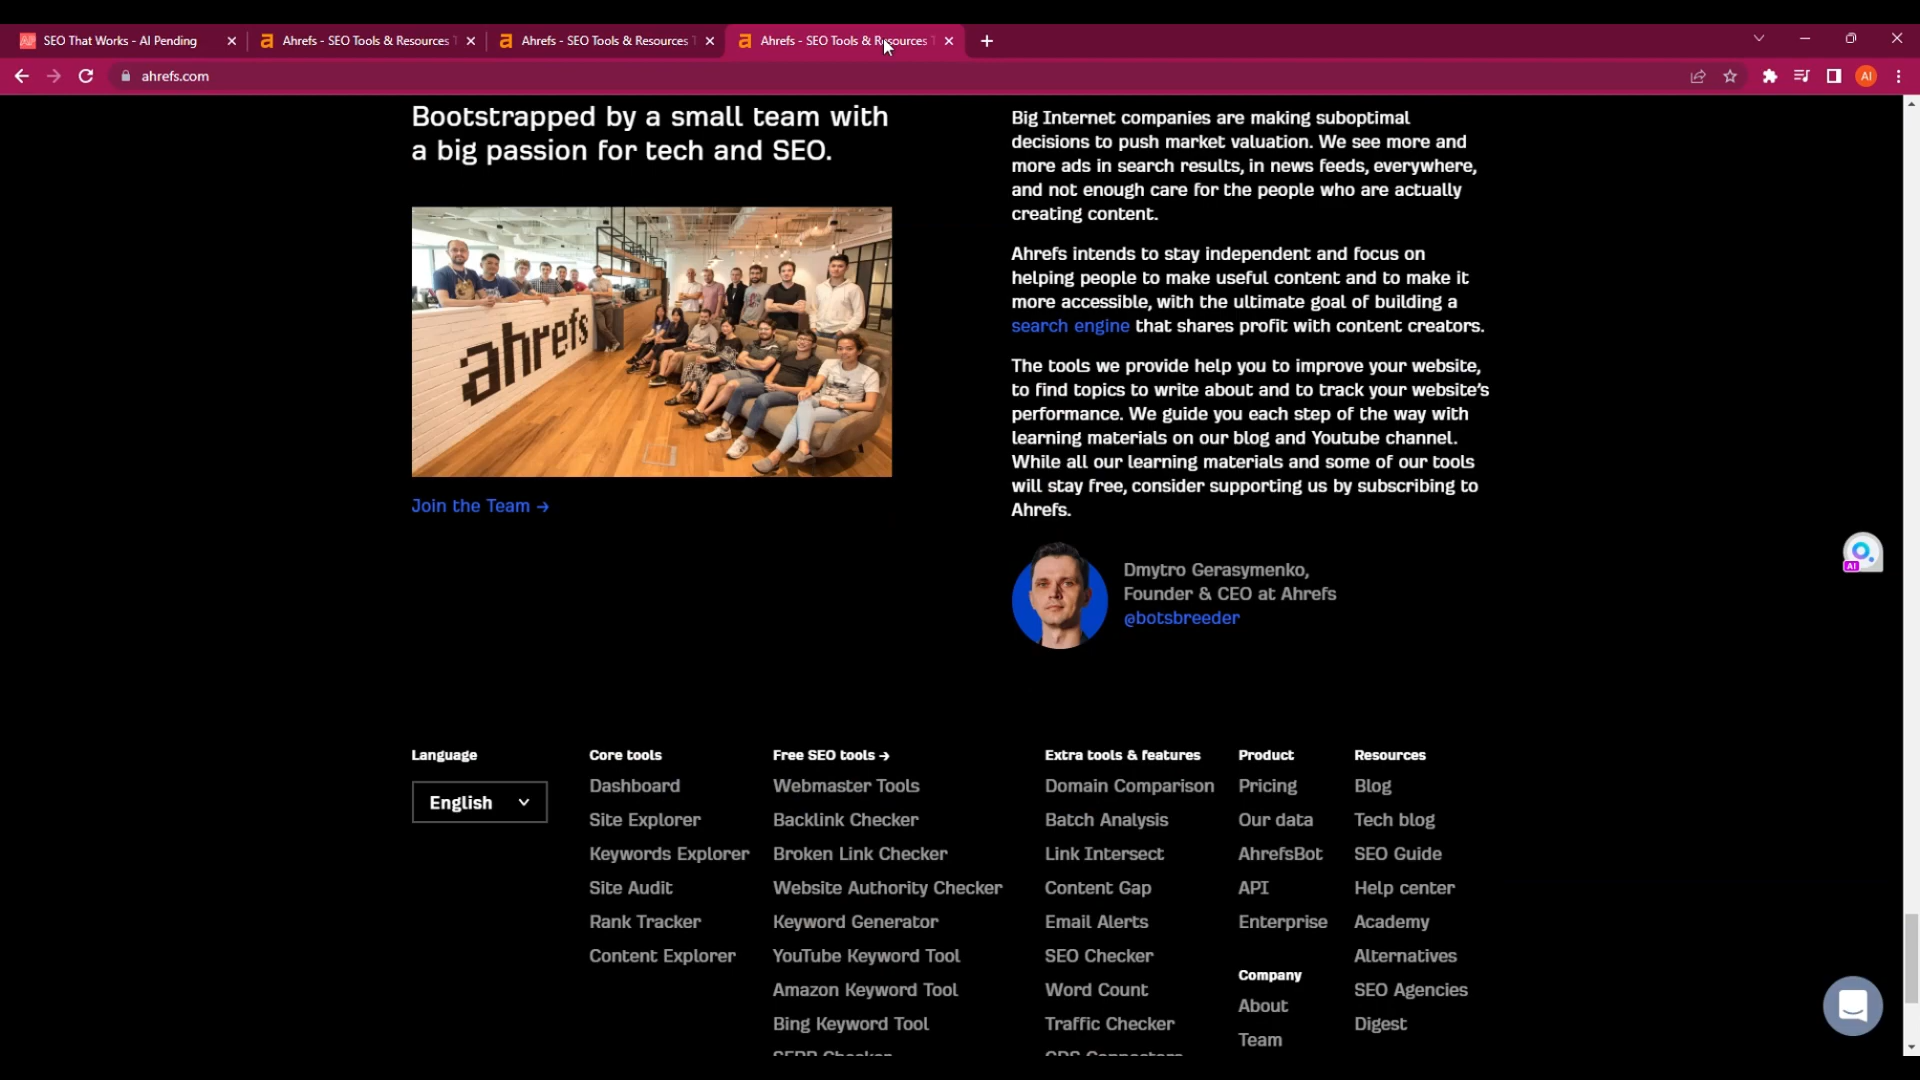 SEO That Works - AI Pending
Ahrefs - SEO Tools & Resources
Ahrefs - SEO Tools & Resources
Ahrefs - SEO Tools & Resources
ahrefs.com
AI
Bootstrapped by a small team with
a big passion for tech and SEO.
ahrefs
Join the Team →
Big Internet companies are making suboptimal
decisions to push market valuation. We see more and
more ads in search results, in news feeds, everywhere,
and not enough care for the people who are actually
creating content.
Ahrefs intends to stay independent and focus on
helping people to make useful content and to make it
more accessible, with the ultimate goal of building a
search engine that shares profit with content creators.
The tools we provide help you to improve your website,
to find topics to write about and to track your website's
performance. We guide you each step of the way with
learning materials on our blog and Youtube channel.
While all our learning materials and some of our tools
will stay free, consider supporting us by subscribing to
Ahrefs.
Dmytro Gerasymenko,
Founder & CEO at Ahrefs
@botsbreeder
AI
Language
English
Core tools
Dashboard
Site Explorer
Keywords Explorer
Site Audit
Rank Tracker
Content Explorer
Free SEO tools →
Webmaster Tools
Backlink Checker
Broken Link Checker
Website Authority Checker
Keyword Generator
YouTube Keyword Tool
Amazon Keyword Tool
Bing Keyword Tool
Extra tools & features
Domain Comparison
Batch Analysis
Link Intersect
Content Gap
Email Alerts
SEO Checker
Word Count
Traffic Checker
Product
Pricing
Our data
AhrefsBot
API
Enterprise
Company
About
Team
Resources
Blog
Tech blog
SEO Guide
Help center
Academy
Alternatives
SEO Agencies
Digest